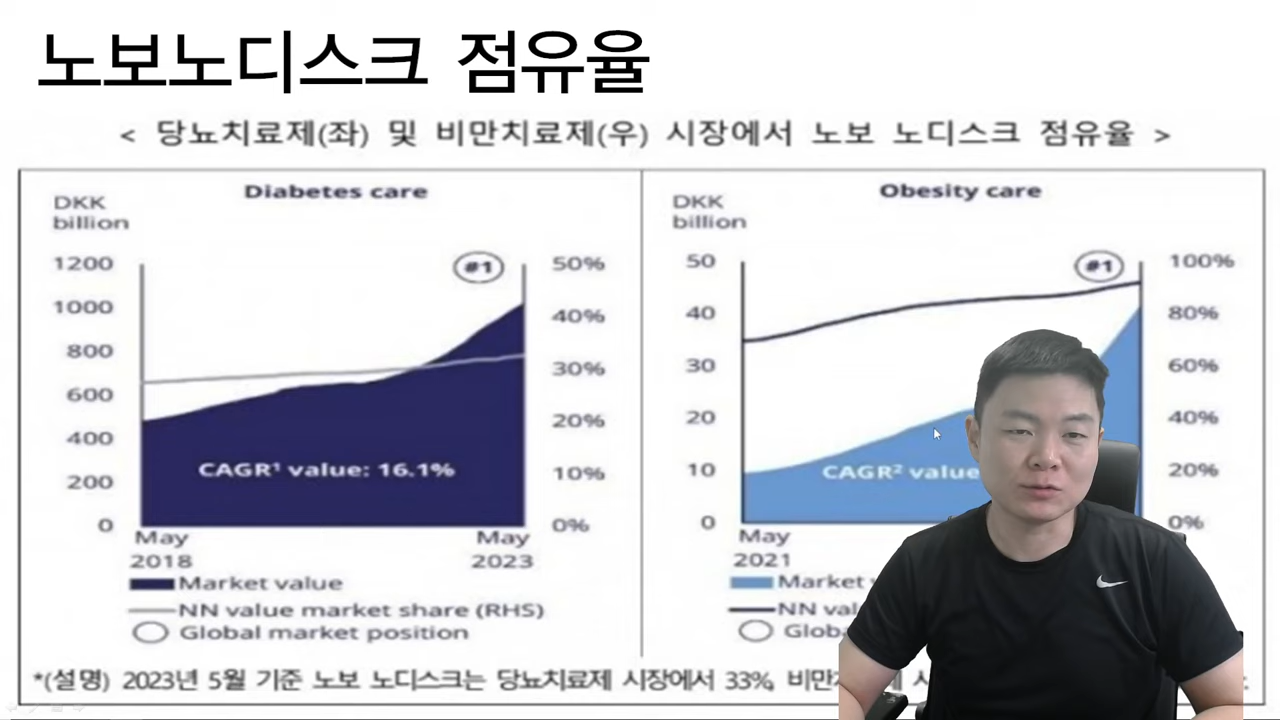 노보노디스크 점유율
< 당뇨치료제(좌) 및 비만치료제(우) 시장에서 노보 노디스크 점유율 >
Diabetes care
DKK
billion
#1
1200
1000
800
600
400
200
0
50%
40%
30%
20%
10%
0%
CAGR¹ value: 16.1%
May
2018
May
2023
Market value
NN value market share (RHS)
Global market position
Obesity care
DKK
billion
#1
50
40
30
20
10
0
100%
80%
60%
40%
20%
0%
CAGR² value
May
2021
Market
NN
*(설명) 2023년 5월 기준 노보 노디스크는 당뇨치료제 시장에서 33%,